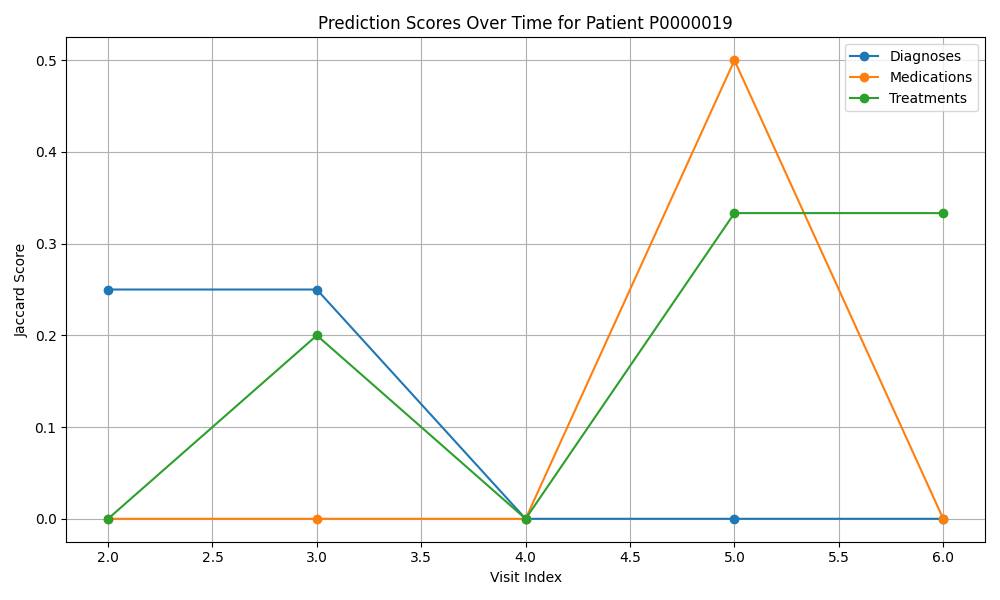 Prediction Scores Over Time for Patient P0000019
Diagnoses
Medications
Treatments
Jaccard Score
0.5
0.4
0.3
0.2
0.1
0.0
2.0 2.5 3.0 3.5 4.0 4.5 5.0 5.5 6.0
Visit Index